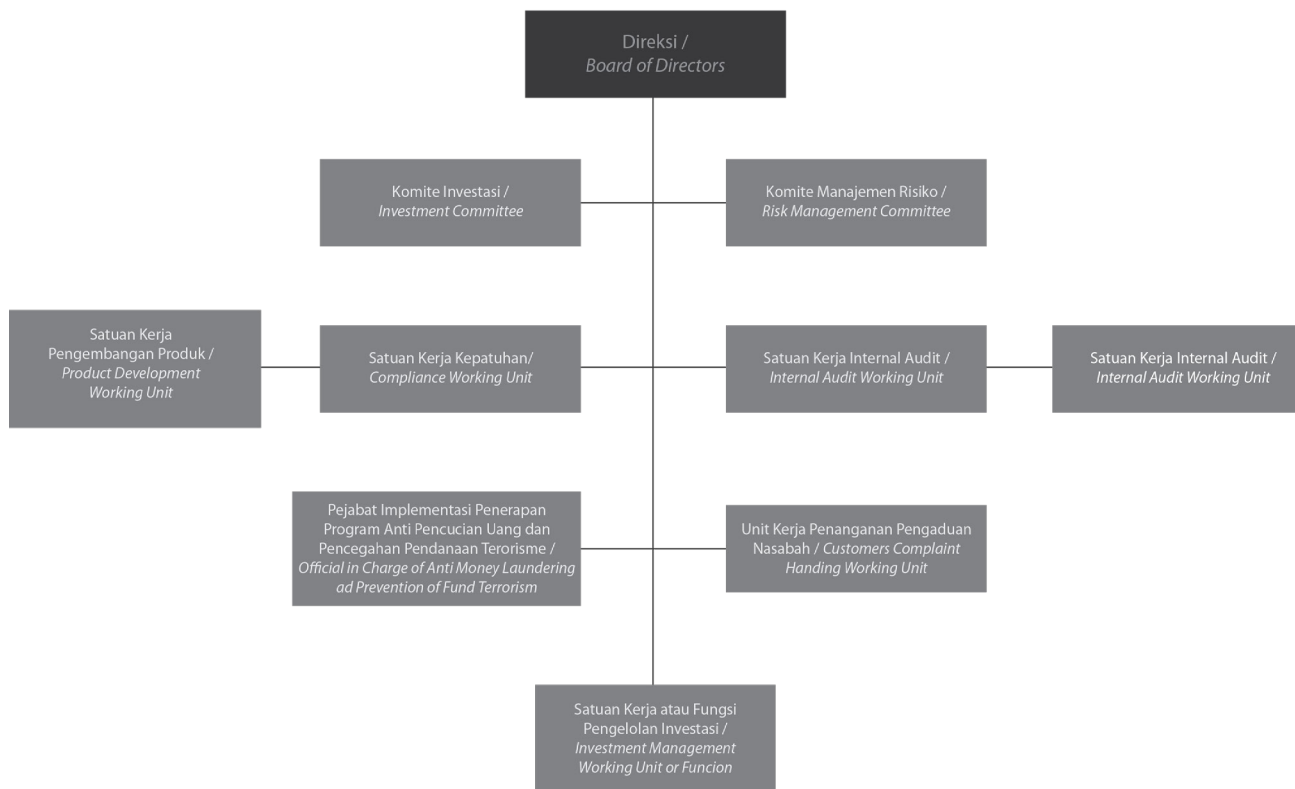 Direksi /
Board of Directors
Komite Investasi /
Investment Committee
Komite Manajemen Risiko /
Risk Management Committee
Satuan Kerja
Pengembangan Produk /
Product Development
Working Unit
Satuan Kerja Kepatuhan/
Compliance Working Unit
Satuan Kerja Internal Audit /
Internal Audit Working Unit
Satuan Kerja Internal Audit /
Internal Audit Working Unit
Pejabat Implementasi Penerapan
Program Anti Pencucian Uang dan
Pencegahan Pendanaan Terorisme /
Official in Charge of Anti Money Laundering
ad Prevention of Fund Terrorism
Unit Kerja Penanganan Pengaduan
Nasabah / Customers Complaint
Handing Working Unit
Satuan Kerja atau Fungsi
Pengelolan Investasi /
Investment Management
Working Unit or Funcion